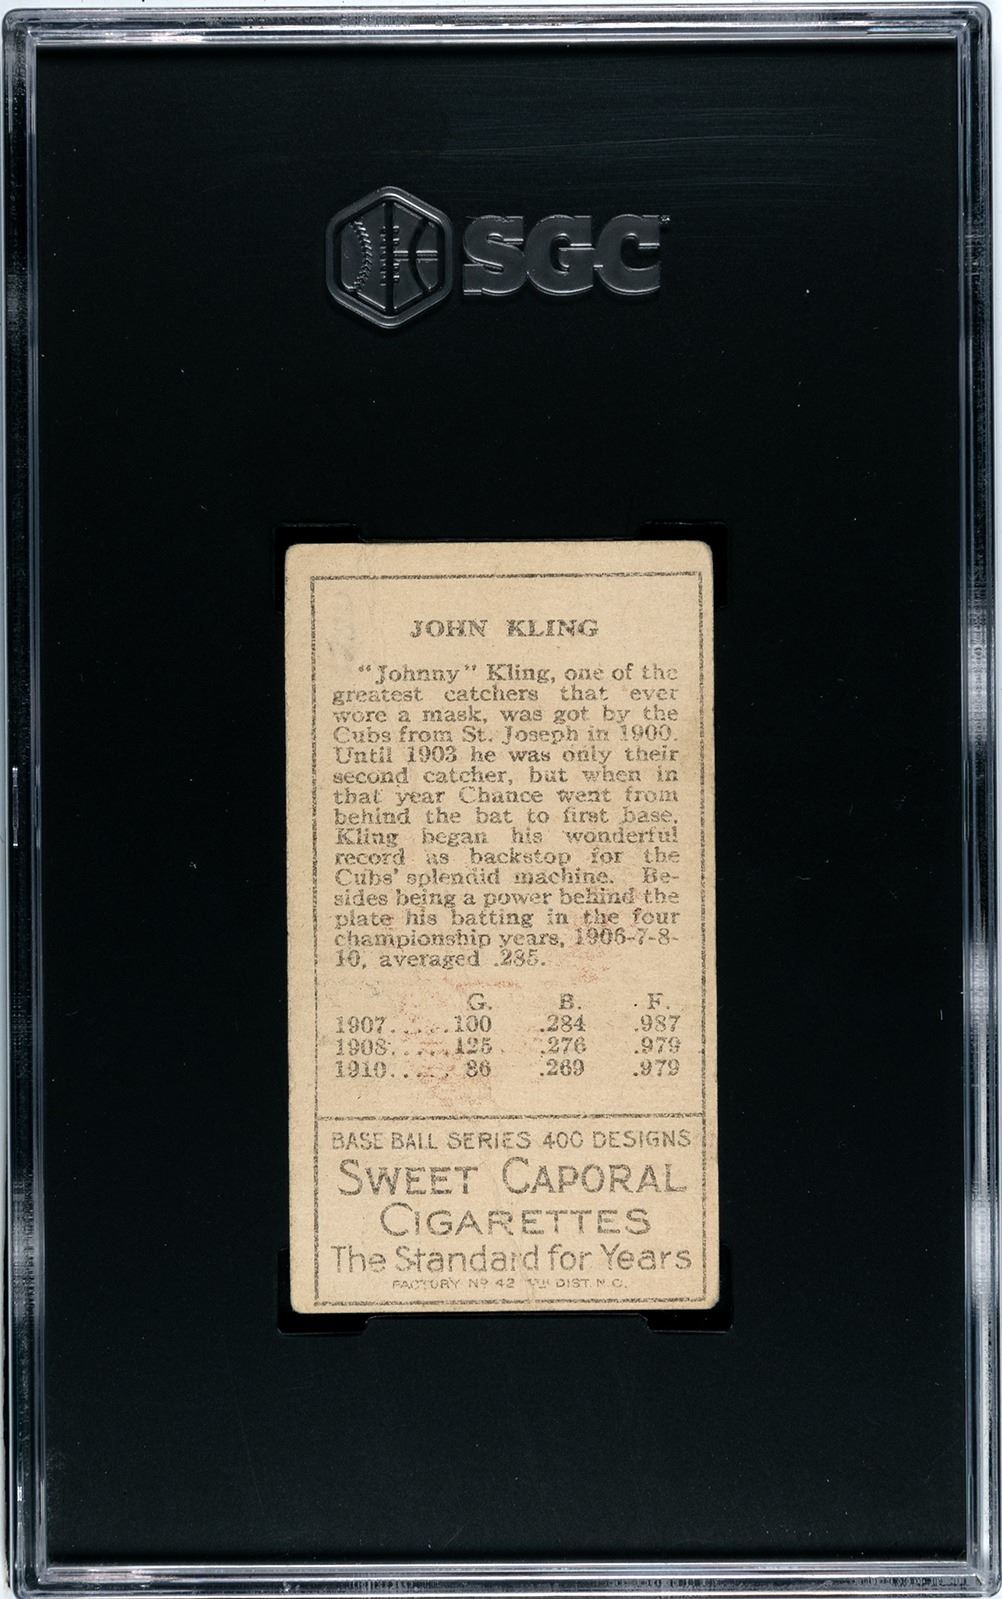 SGC
JOHN KLING
"Johnny" Kling, one of the
greatest catchers that ever
wore a mask, was got by the
Cubs from St. Joseph in 1900.
Until 1903 he was only their
second catcher, but when in
that year Chance went from
behind the bat to first base,
Kling began his wonderful
record as backstop for the
Cubs' splendid machine. Be-
sides being a power behind the
plate his batting in the four
championship years, 1906-7-8-
10, averaged .285.
G. B. F.
1907......100 .284 .987
1908......125 .276 .979
1910...... 86 .269 .979
BASE BALL SERIES 400 DESIGNS
SWEET CAPORAL
CIGARETTES
The Standard for Years
FACTORY No 42 4TH DIST. N.C.